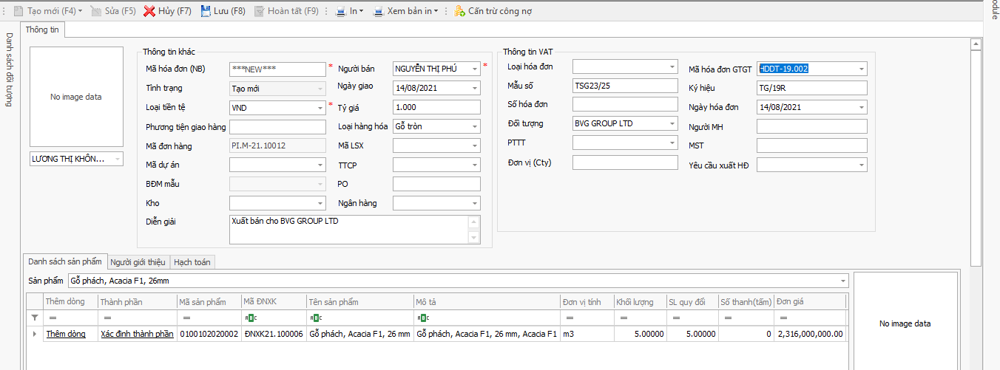 Tạo mới (F4) Sửa (F5) Hủy (F7) Lưu (F8) Hoàn tất (F9) In Xem bản in Cấn trừ công nợ
odule
Danh sách đối tượng
Thông tin
No image data
LƯƠNG THỊ KHÔN...
Thông tin khác
Mã hóa đơn (NB) ***NEW*** * Người bán NGUYỄN THỊ PHÚ *
Tình trạng Tạo mới Ngày giao 14/08/2021
Loại tiền tệ VND * Tỷ giá 1.000
Phương tiện giao hàng Loại hàng hóa Gỗ tròn
Mã đơn hàng PI.M-21.10012 Mã LSX
Mã dự án TTCP
BĐM mẫu PO
Kho Ngân hàng
Diễn giải Xuất bán cho BVG GROUP LTD
Thông tin VAT
Loại hóa đơn Mã hóa đơn GTGT HDDT-19.002
Mẫu số TSG23/25 Ký hiệu TG/19R
Số hóa đơn Ngày hóa đơn 14/08/2021
Đối tượng BVG GROUP LTD Người MH
PTTT MST
Đơn vị (Cty) Yêu cầu xuất HĐ
Danh sách sản phẩm Người giới thiệu Hạch toán
Sản phẩm Gỗ phách, Acacia F1, 26mm
Thêm dòng Thành phần Mã sản phẩm Mã ĐNXK Tên sản phẩm Mô tả Đơn vị tính Khối lượng SL quy đổi Số thanh(tấm) Đơn giá
= = = ABC ABC ABC = = = = =
Thêm dòng Xác định thành phần 0100102020002 ĐNXK21.100006 Gỗ phách, Acacia F1, 26 mm Gỗ phách, Acacia F1, 26 mm, Acacia F1 m3 5.00000 5.00000 0 2,316,000,000.00
No image data